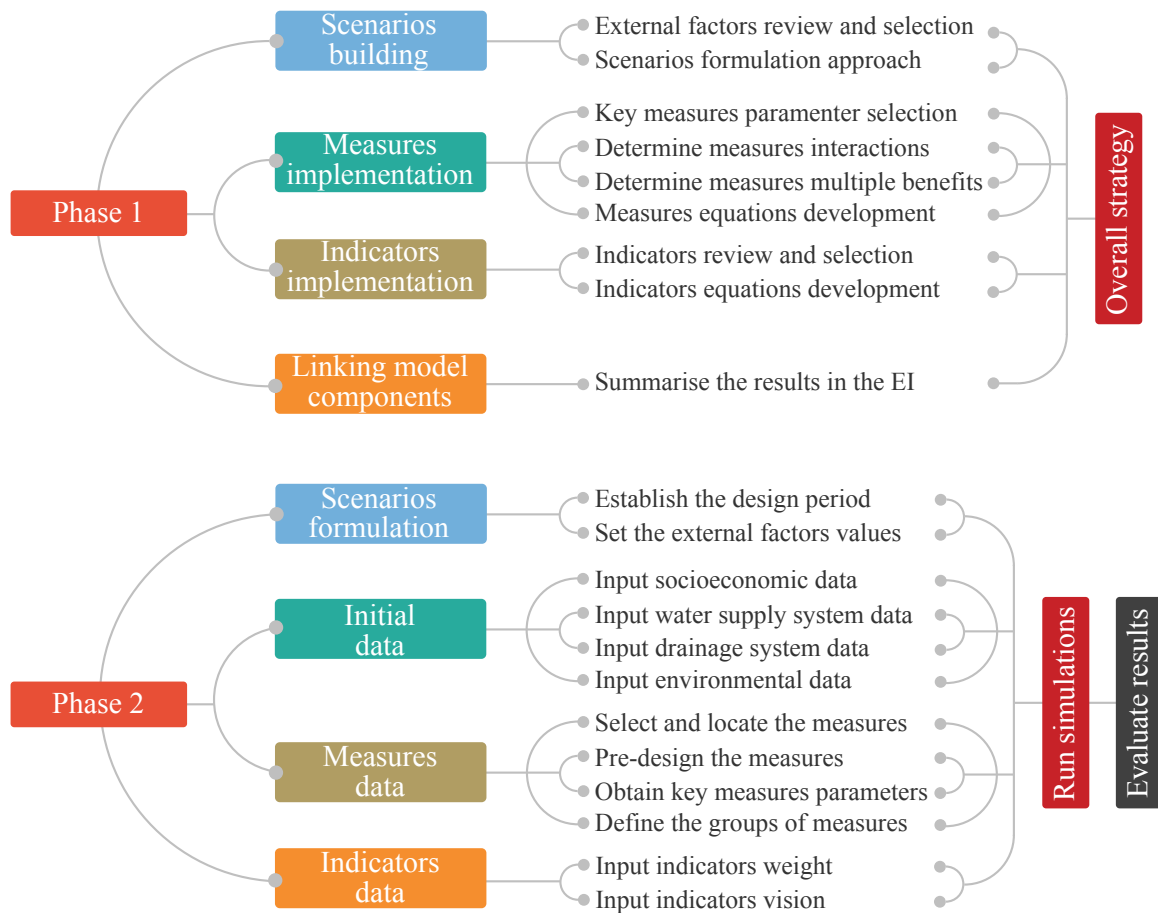 Phase 1
Scenarios
building
External factors review and selection
Scenarios formulation approach
Measures
implementation
Key measures paramenter selection
Determine measures interactions
Determine measures multiple benefits
Measures equations development
Indicators
implementation
Indicators review and selection
Indicators equations development
Linking model
components
Summarise the results in the EI
Overall strategy
Phase 2
Scenarios
formulation
Establish the design period
Set the external factors values
Initial
data
Input socioeconomic data
Input water supply system data
Input drainage system data
Input environmental data
Measures
data
Select and locate the measures
Pre-design the measures
Obtain key measures parameters
Define the groups of measures
Indicators
data
Input indicators weight
Input indicators vision
Run simulations
Evaluate results